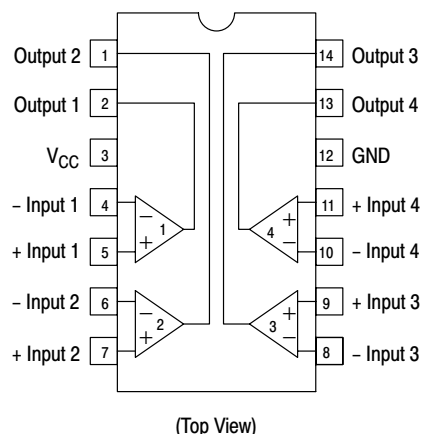 Output 2 1 14 Output 3
Output 1 2 13 Output 4
VCC 3 12 GND
– Input 1 4 − 1 + 11 + Input 4
+ Input 1 5 + 4 − 10 – Input 4
– Input 2 6 − 2 + 9 + Input 3
+ Input 2 7 + 3 − 8 – Input 3
(Top View)